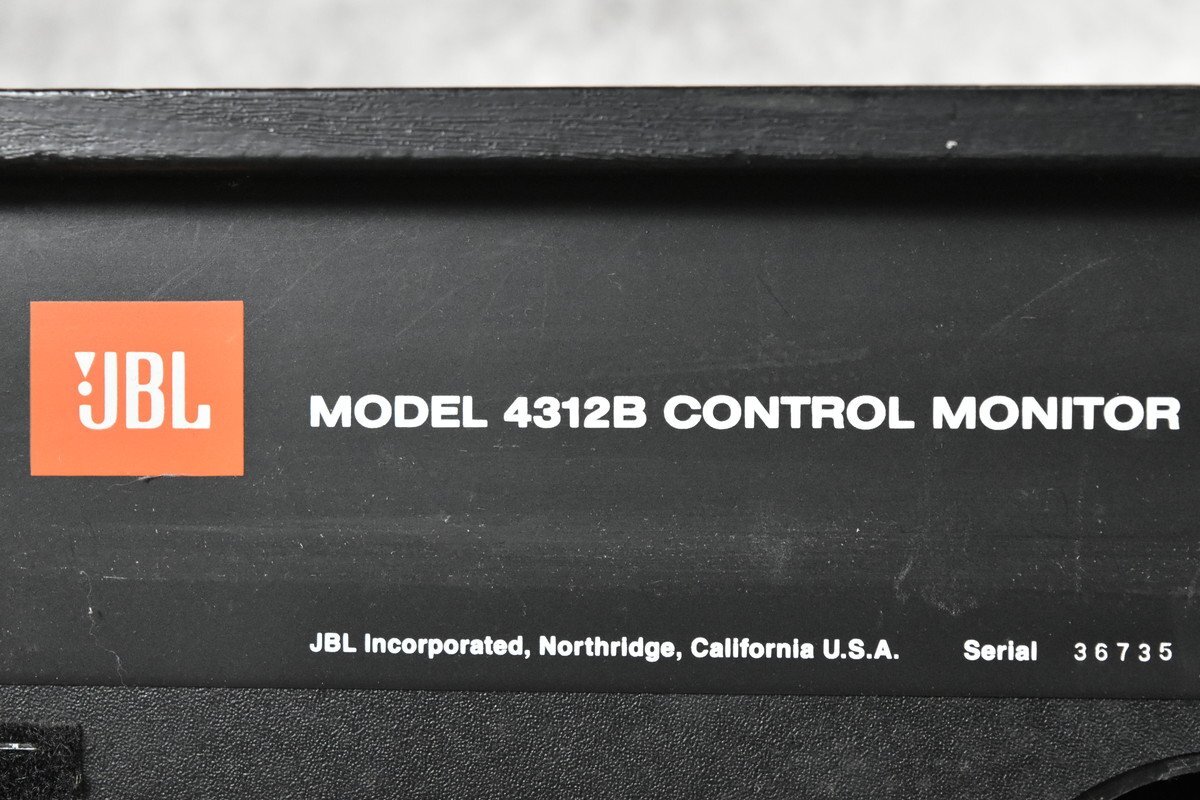 JBL
MODEL 4312B CONTROL MONITOR
JBL Incorporated, Northridge, California U.S.A. Serial 36735